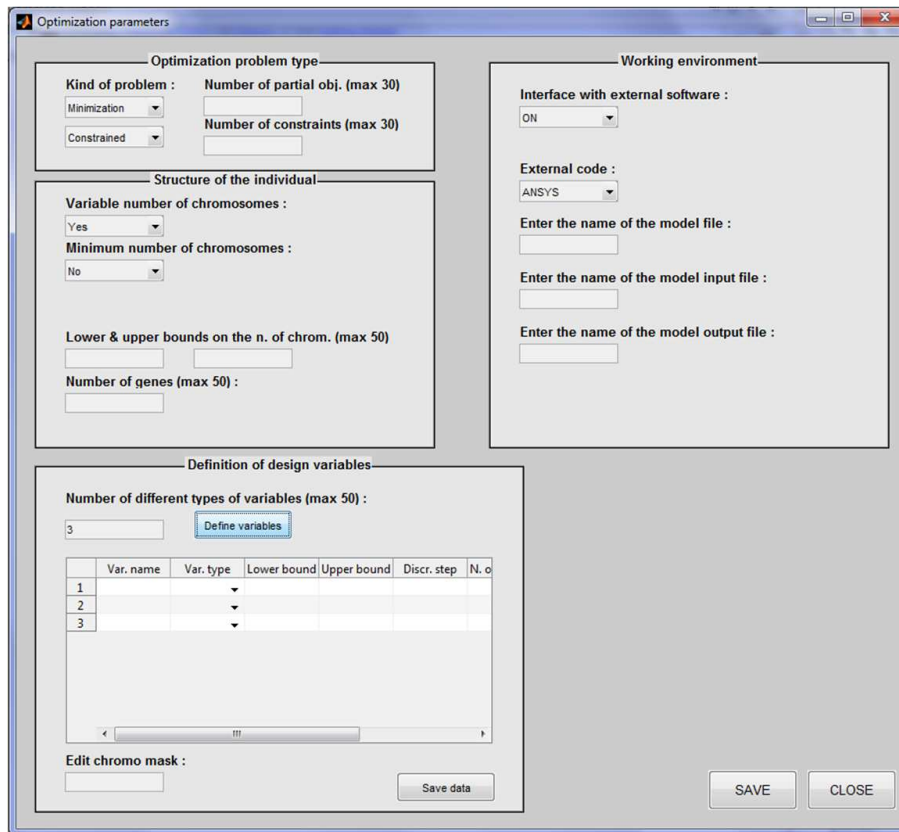 Optimization parameters
Optimization problem type
Kind of problem :
Number of partial obj. (max 30)
Minimization
Number of constraints (max 30)
Constrained
Structure of the individual
Variable number of chromosomes :
Yes
Minimum number of chromosomes :
No
Lower & upper bounds on the n. of chrom. (max 50)
Number of genes (max 50) :
Working environment
Interface with external software :
ON
External code :
ANSYS
Enter the name of the model file :
Enter the name of the model input file :
Enter the name of the model output file :
Definition of design variables
Number of different types of variables (max 50) :
3
Define variables
Var. name Var. type Lower bound Upper bound Discr. step N. o
1
2
3
Edit chromo mask :
Save data
SAVE
CLOSE